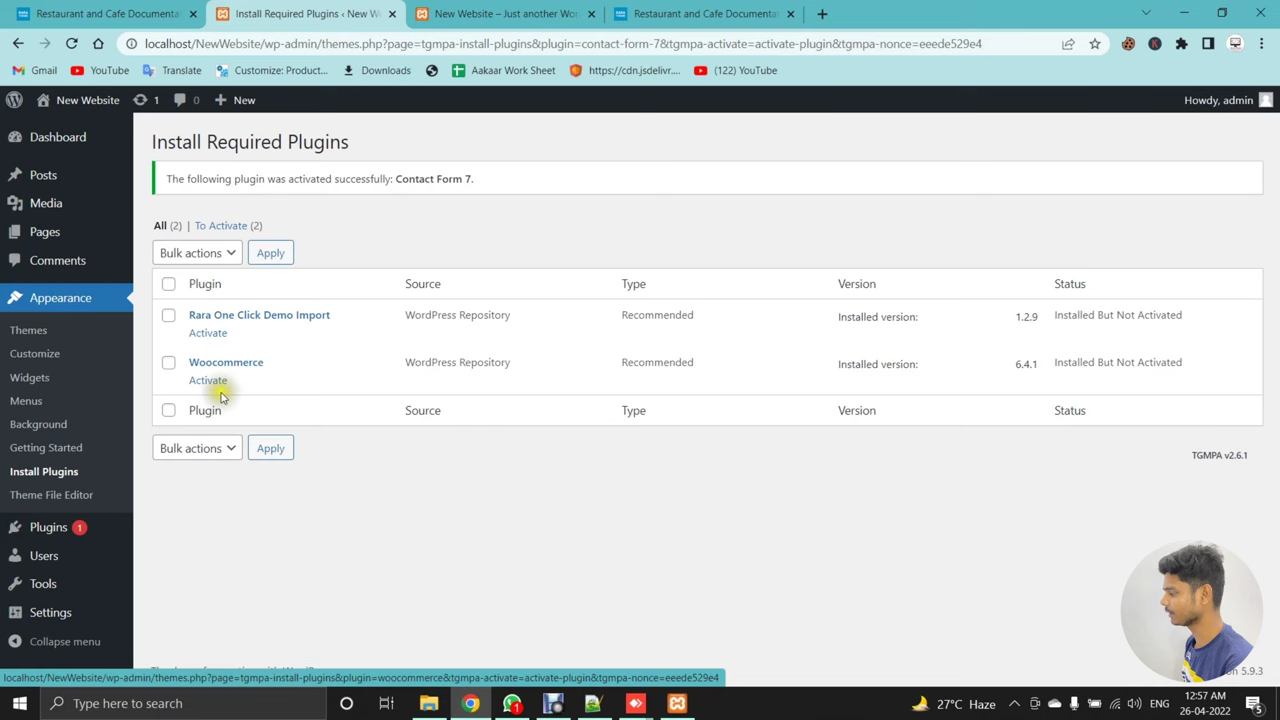 Restaurant and Cafe Documentat
Install Required Plugins ‹ New W
New Website – Just another Wo
Restaurant and Cafe Documentat
localhost/NewWebsite/wp-admin/themes.php?page=tgmpa-install-plugins&plugin=contact-form-7&tgmpa-activate=activate-plugin&tgmpa-nonce=eeede529e4
Gmail
YouTube
Translate
Customize: Product...
Downloads
Aakaar Work Sheet
https://cdn.jsdelivr....
(122) YouTube
New Website
1
0
New
Howdy, admin
Dashboard
Posts
Media
Pages
Comments
Appearance
Themes
Customize
Widgets
Menus
Background
Getting Started
Install Plugins
Theme File Editor
Plugins 1
Users
Tools
Settings
Collapse menu
Install Required Plugins
The following plugin was activated successfully: Contact Form 7.
All (2) | To Activate (2)
Bulk actions Apply
Plugin Source Type Version Status
Rara One Click Demo Import WordPress Repository Recommended Installed version: 1.2.9 Installed But Not Activated
Activate
Woocommerce WordPress Repository Recommended Installed version: 6.4.1 Installed But Not Activated
Activate
Plugin Source Type Version Status
Bulk actions Apply
TGMPA v2.6.1
on 5.9.3
localhost/NewWebsite/wp-admin/themes.php?page=tgmpa-install-plugins&plugin=woocommerce&tgmpa-activate=activate-plugin&tgmpa-nonce=eeede529e4
Type here to search
1
27°C Haze
12:57 AM
26-04-2022
5